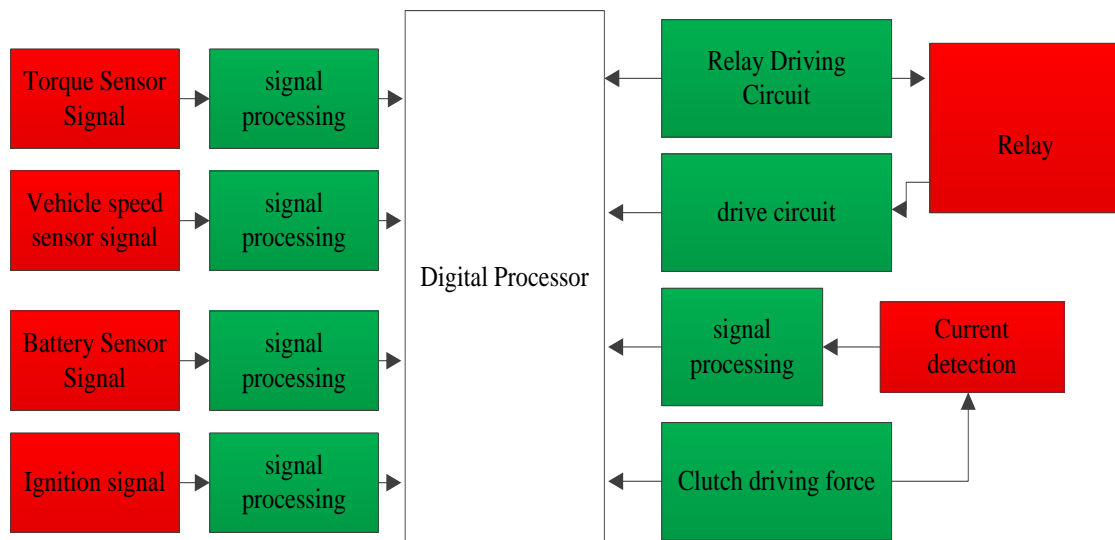 Torque Sensor
Signal
signal
processing
Vehicle speed
sensor signal
signal
processing
Battery Sensor
Signal
signal
processing
Ignition signal
signal
processing
Digital Processor
Relay Driving
Circuit
Relay
drive circuit
signal
processing
Current
detection
Clutch driving force